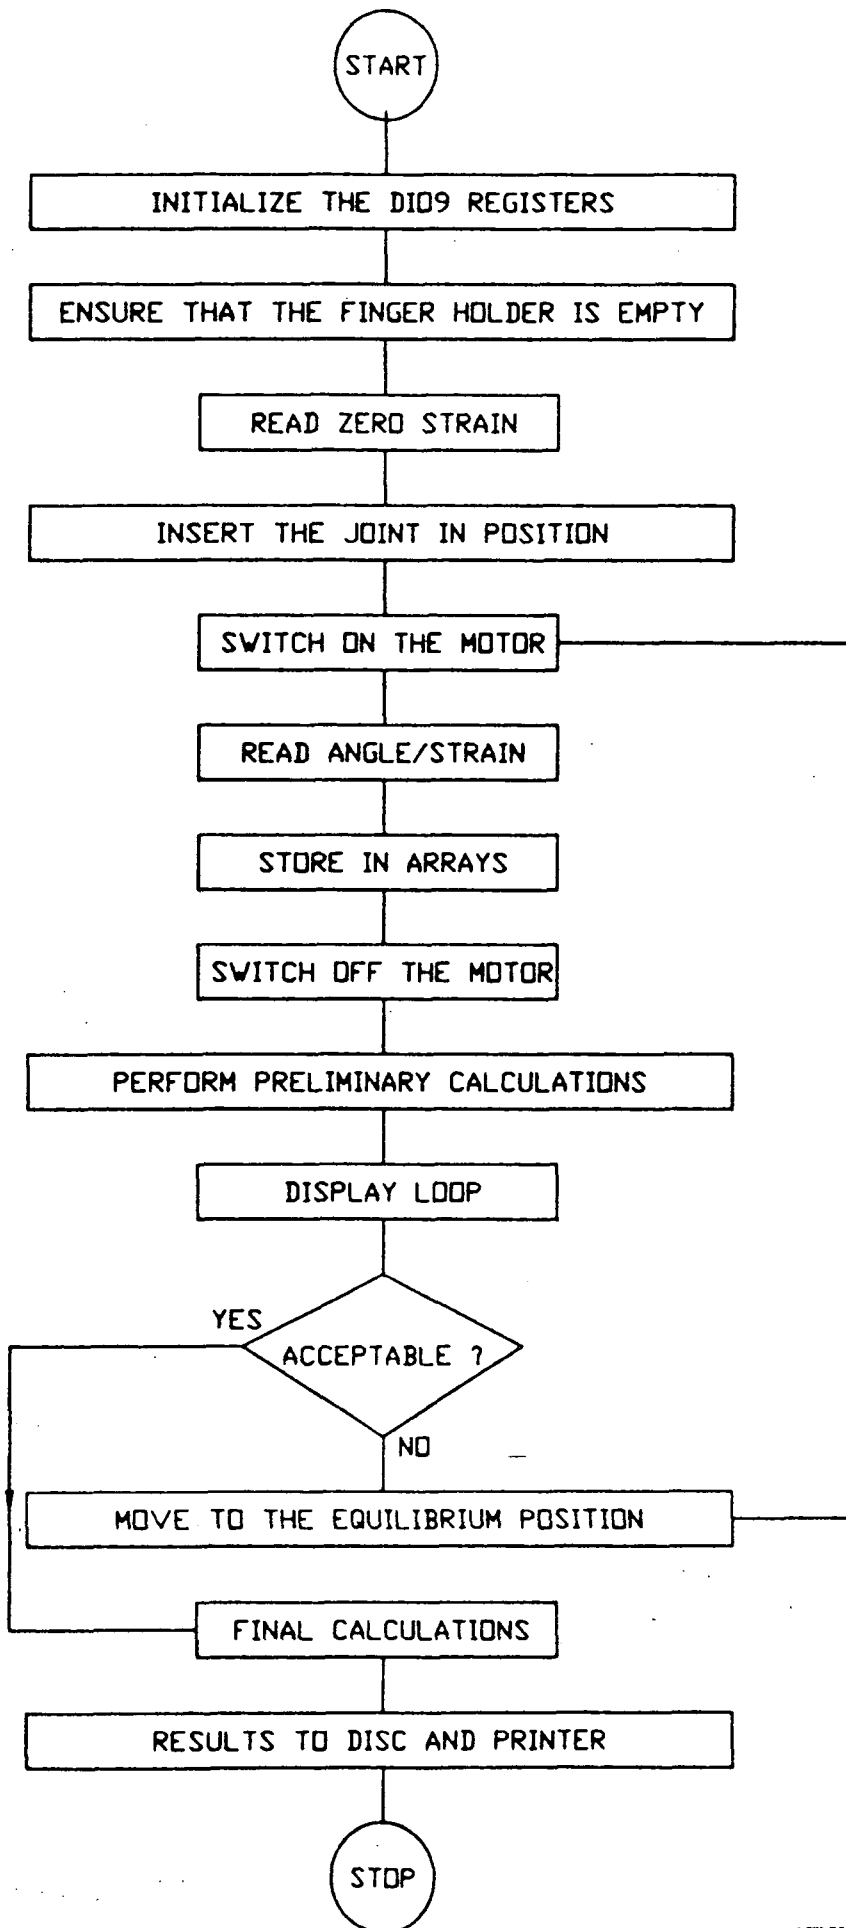 START
INITIALIZE THE DIO9 REGISTERS
ENSURE THAT THE FINGER HOLDER IS EMPTY
READ ZERO STRAIN
INSERT THE JOINT IN POSITION
SWITCH ON THE MOTOR
READ ANGLE/STRAIN
STORE IN ARRAYS
SWITCH OFF THE MOTOR
PERFORM PRELIMINARY CALCULATIONS
DISPLAY LOOP
YES
ACCEPTABLE ?
NO
MOVE TO THE EQUILIBRIUM POSITION
FINAL CALCULATIONS
RESULTS TO DISC AND PRINTER
STOP